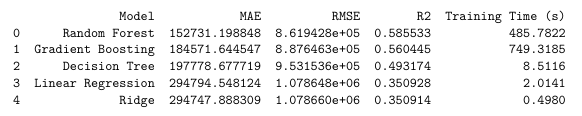 Model MAE RMSE R2 Training Time (s)
0 Random Forest 152731.198848 8.619428e+05 0.585533 485.7822
1 Gradient Boosting 184571.644547 8.876463e+05 0.560445 749.3185
2 Decision Tree 197778.677719 9.531536e+05 0.493174 8.5116
3 Linear Regression 294794.548124 1.078648e+06 0.350928 2.0141
4 Ridge 294747.888309 1.078660e+06 0.350914 0.4980